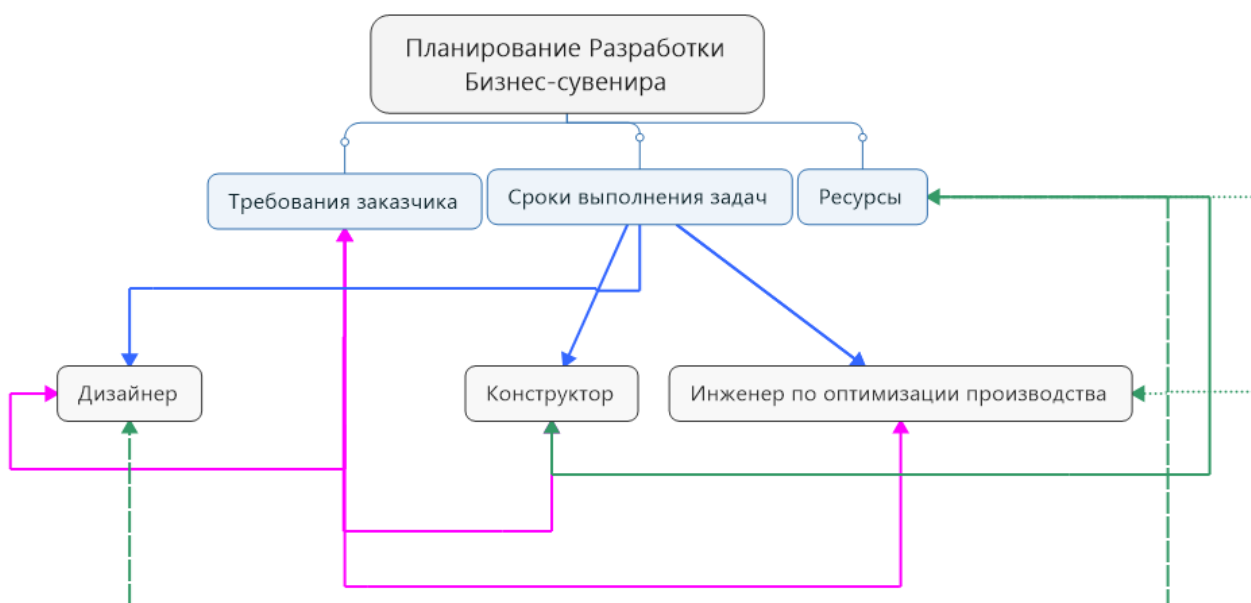 Планирование Разработки
Бизнес-сувенира
Требования заказчика
Сроки выполнения задач
Ресурсы
Дизайнер
Конструктор
Инженер по оптимизации производства